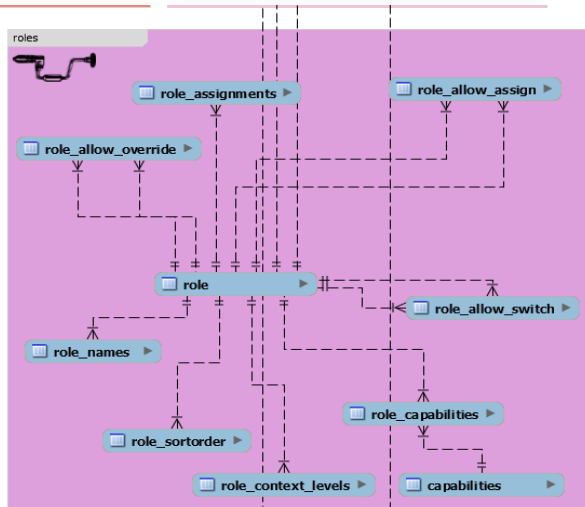 roles
role_assignments
role_allow_assign
role_allow_override
role
role_allow_switch
role_names
role_capabilities
role_sortorder
role_context_levels
capabilities